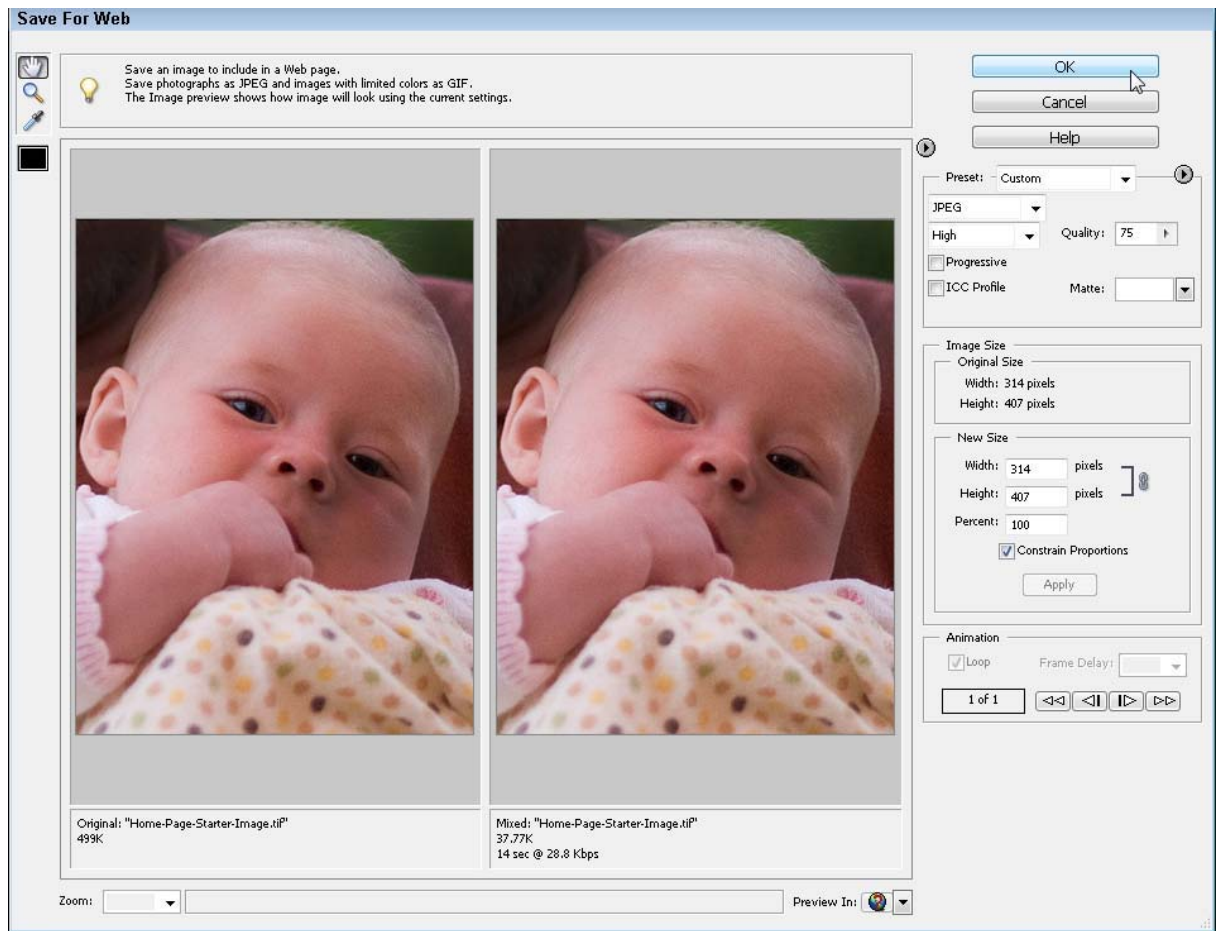 Save For Web
Save an image to include in a Web page.
Save photographs as JPEG and images with limited colors as GIF.
The Image preview shows how image will look using the current settings.
OK
Cancel
Help
Preset: Custom
JPEG
High
Quality: 75
Progressive
ICC Profile
Matte:
Image Size
Original Size
Width: 314 pixels
Height: 407 pixels
New Size
Width: 314 pixels
Height: 407 pixels
Percent: 100
Constrain Proportions
Apply
Animation
Loop
Frame Delay:
1 of 1
Original: "Home-Page-Starter-Image.tif"
499K
Mixed: "Home-Page-Starter-Image.tif"
37.77K
14 sec @ 28.8 Kbps
Zoom:
Preview In: